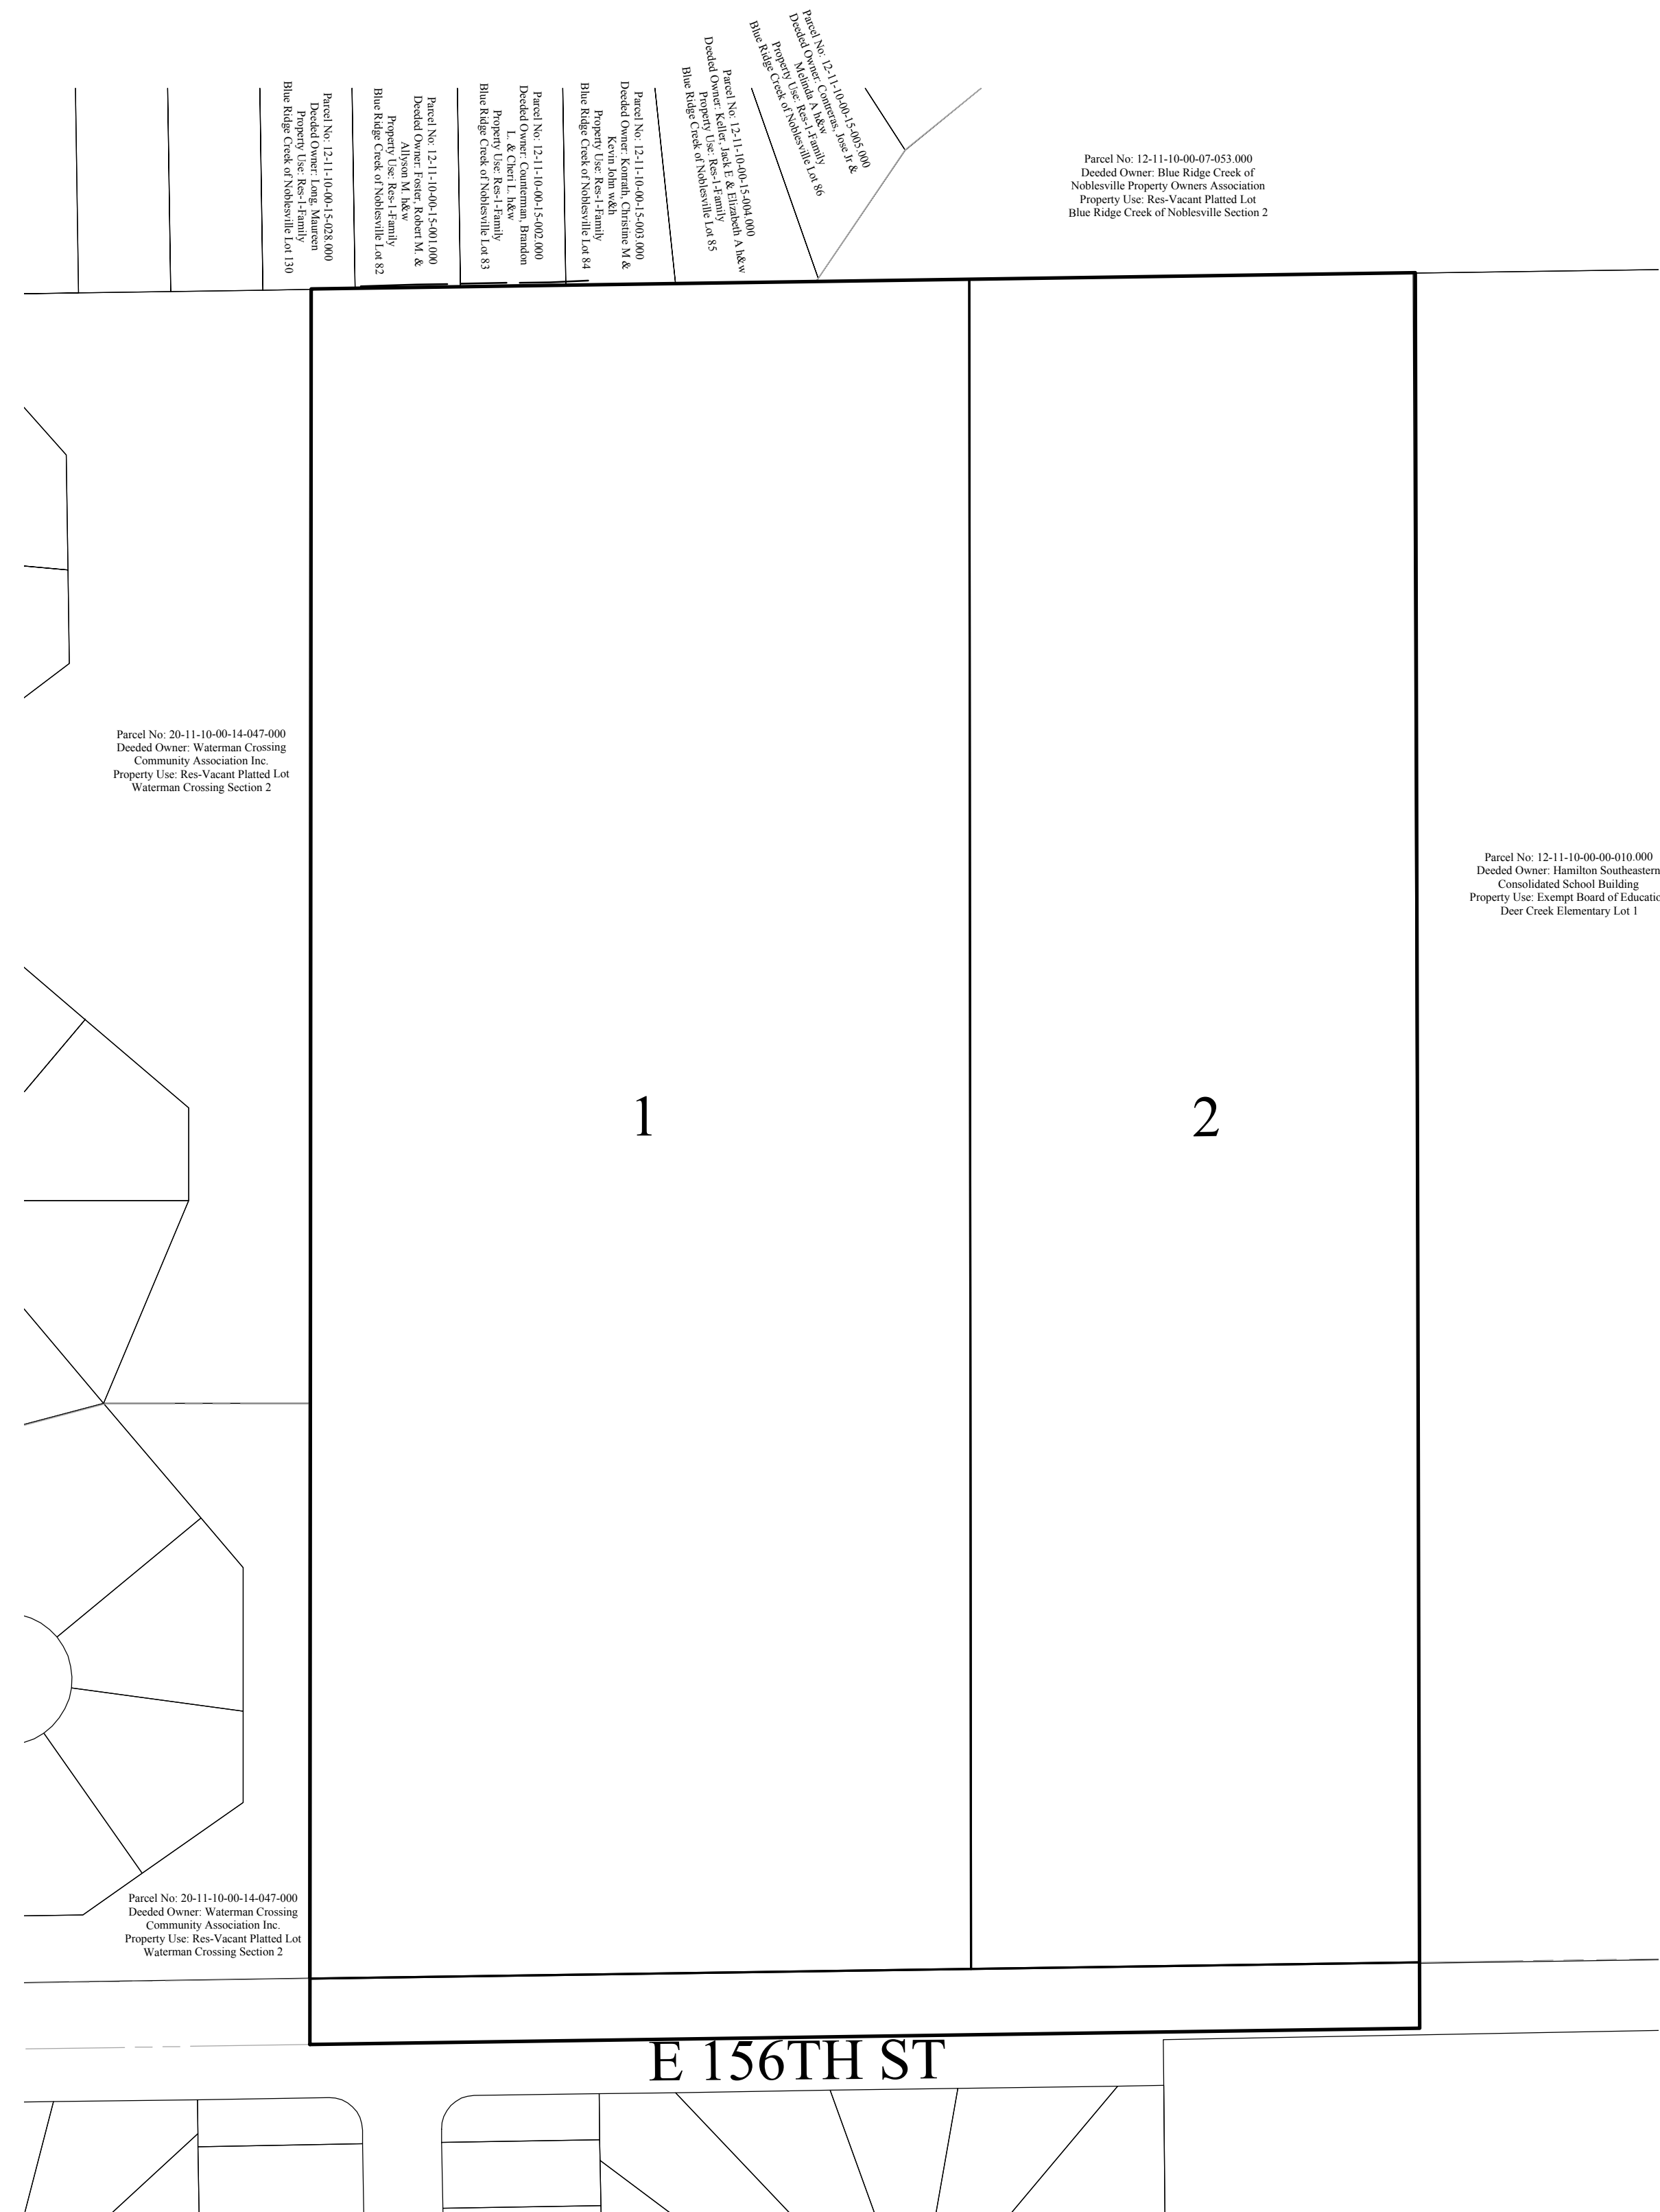 Parcel No: 12-11-10-00-15-028.000
Deeded Owner: Long, Maureen
Property Use: Res-1-Family
Blue Ridge Creek of Noblesville Lot 130
Parcel No: 12-11-10-00-15-001.000
Deeded Owner: Foster, Robert M. &
Allyson M. h&w
Property Use: Res-1-Family
Blue Ridge Creek of Noblesville Lot 82
Parcel No: 12-11-10-00-15-002.000
Deeded Owner: Counterman, Brandon
L. & Cheri L. h&w
Property Use: Res-1-Family
Blue Ridge Creek of Noblesville Lot 83
Parcel No: 12-11-10-00-15-003.000
Deeded Owner: Konrath, Christine M &
Kevin John w&h
Property Use: Res-1-Family
Blue Ridge Creek of Noblesville Lot 84
Parcel No: 12-11-10-00-15-004.000
Deeded Owner: Keller, Jack E & Elizabeth A h&w
Property Use: Res-1-Family
Blue Ridge Creek of Noblesville Lot 85
Parcel No: 12-11-10-00-15-005.000
Deeded Owner: Contreras, Jose Jr &
Melinda A h&w
Property Use: Res-1-Family
Blue Ridge Creek of Noblesville Lot 86
Parcel No: 12-11-10-00-07-053.000
Deeded Owner: Blue Ridge Creek of
Noblesville Property Owners Association
Property Use: Res-Vacant Platted Lot
Blue Ridge Creek of Noblesville Section 2
Parcel No: 20-11-10-00-14-047-000
Deeded Owner: Waterman Crossing
Community Association Inc.
Property Use: Res-Vacant Platted Lot
Waterman Crossing Section 2
Parcel No: 12-11-10-00-00-010.000
Deeded Owner: Hamilton Southeastern
Consolidated School Building
Property Use: Exempt Board of Educatio
Deer Creek Elementary Lot 1
1
2
Parcel No: 20-11-10-00-14-047-000
Deeded Owner: Waterman Crossing
Community Association Inc.
Property Use: Res-Vacant Platted Lot
Waterman Crossing Section 2
E 156TH ST